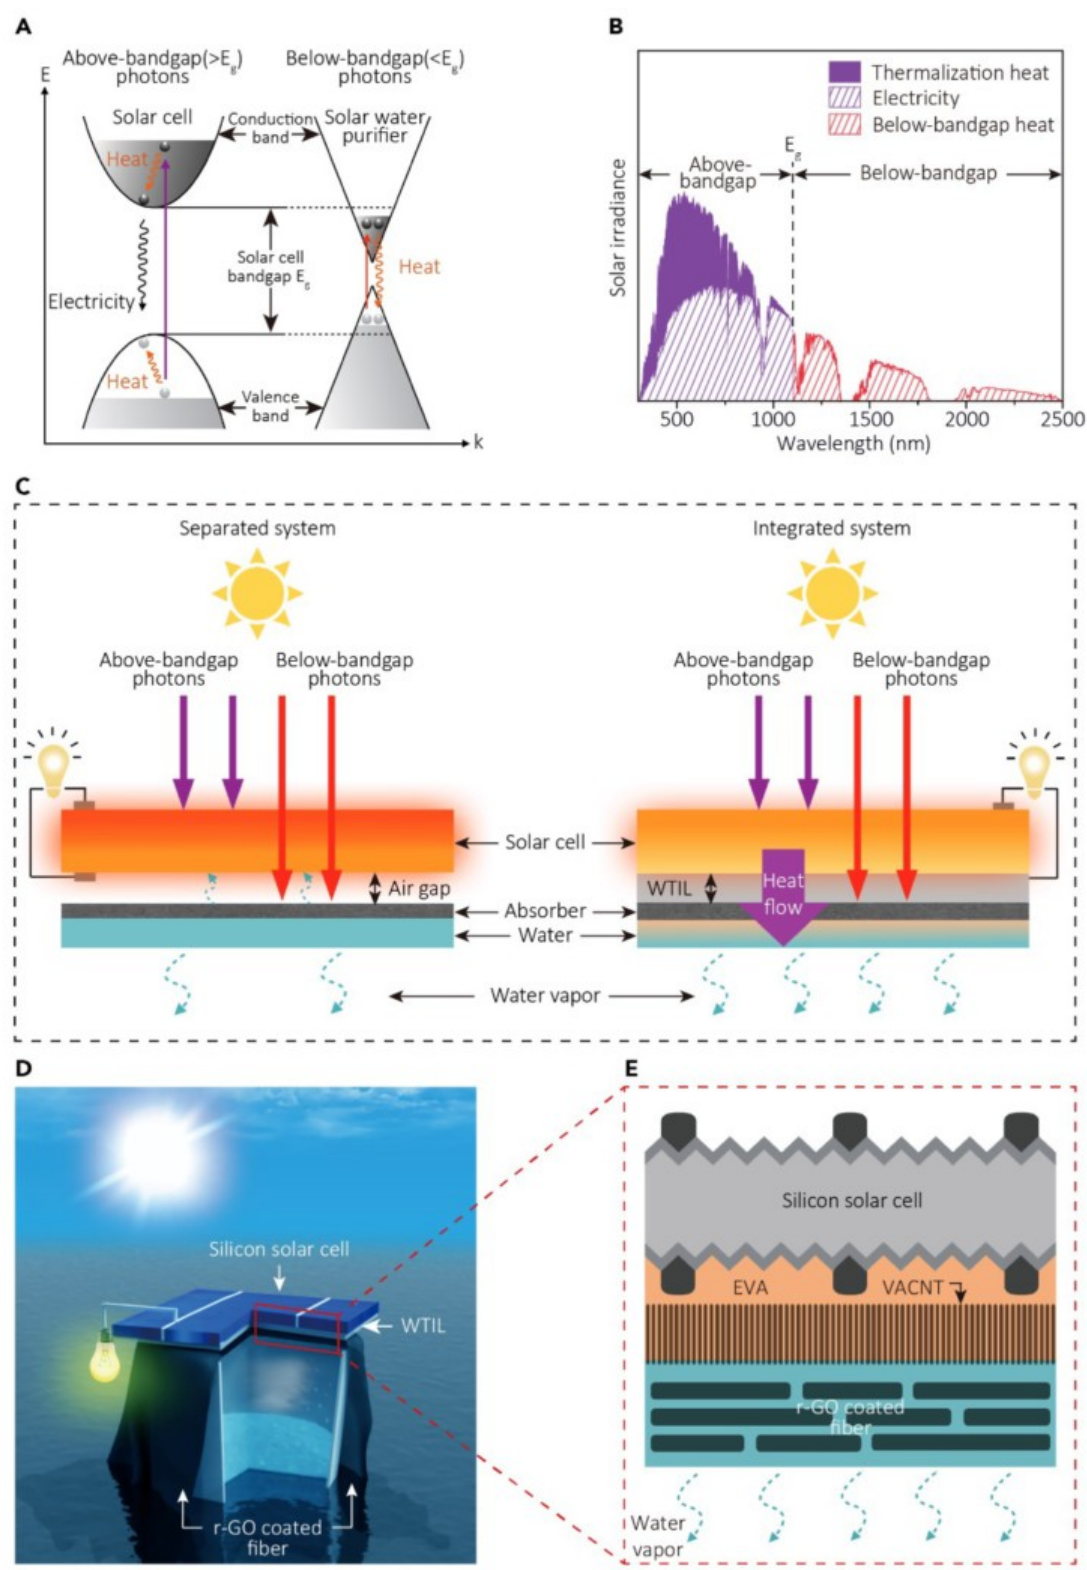 A
Above-bandgap(>Eg)
photons
Below-bandgap(<Eg)
photons
E
Solar cell
Conduction
band
Solar water
purifier
Heat
Solar cell
bandgap Eg
Heat
Electricity
Heat
Valence
band
k
B
Thermalization heat
Electricity
Below-bandgap heat
Eg
Above-
bandgap
Below-bandgap
Solar irradiance
500
1000
1500
2000
2500
Wavelength (nm)
C
Separated system
Integrated system
Above-bandgap
photons
Below-bandgap
photons
Above-bandgap
photons
Below-bandgap
photons
Solar cell
Air gap
WTIL
Heat
flow
Absorber
Water
Water vapor
D
Silicon solar cell
WTIL
r-GO coated
fiber
E
Silicon solar cell
EVA
VACNT
r-GO coated
fiber
Water
vapor